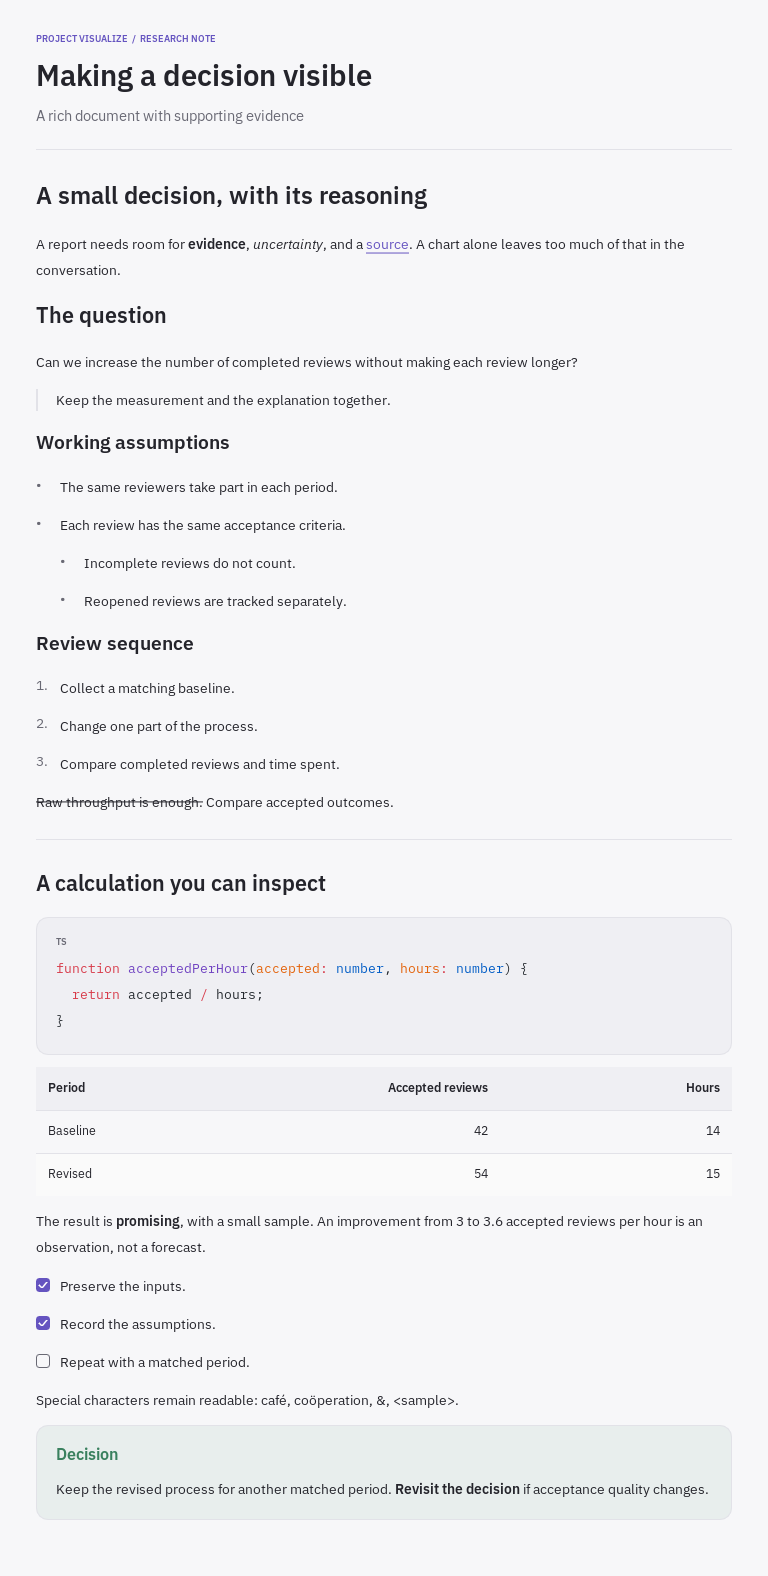 PROJECT VISUALIZE / RESEARCH NOTE
Making a decision visible
A rich document with supporting evidence
A small decision, with its reasoning
A report needs room for evidence, uncertainty, and a source. A chart alone leaves too much of that in the
conversation.
The question
Can we increase the number of completed reviews without making each review longer?
Keep the measurement and the explanation together.
Working assumptions
• The same reviewers take part in each period.
• Each review has the same acceptance criteria.
• Incomplete reviews do not count.
• Reopened reviews are tracked separately.
Review sequence
1. Collect a matching baseline.
2. Change one part of the process.
3. Compare completed reviews and time spent.
Raw throughput is enough. Compare accepted outcomes.
A calculation you can inspect
TS
function acceptedPerHour(accepted: number, hours: number) {
  return accepted / hours;
}
Period Accepted reviews Hours
Baseline 42 14
Revised 54 15
The result is promising, with a small sample. An improvement from 3 to 3.6 accepted reviews per hour is an
observation, not a forecast.
Preserve the inputs.
Record the assumptions.
Repeat with a matched period.
Special characters remain readable: café, coöperation, &, <sample>.
Decision
Keep the revised process for another matched period. Revisit the decision if acceptance quality changes.